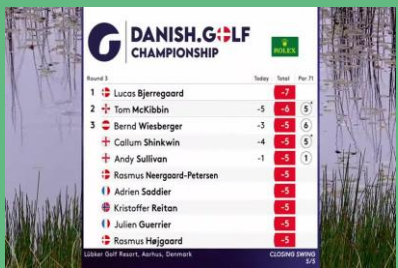 DANISH.GOLF
CHAMPIONSHIP
ROLEX
Round 3 Today Total Par 71
1 Lucas Bjerregaard -7
2 Tom McKibbin -5 -6 5*
3 Bernd Wiesberger -3 -5 6
Callum Shinkwin -4 -5 5*
Andy Sullivan -1 -5 1
Rasmus Neergaard-Petersen -5
Adrien Saddier -5
Kristoffer Reitan -5
Julien Guerrier -5
Rasmus Højgaard -5
Lübker Golf Resort, Aarhus, Denmark CLOSING SWING
5/5